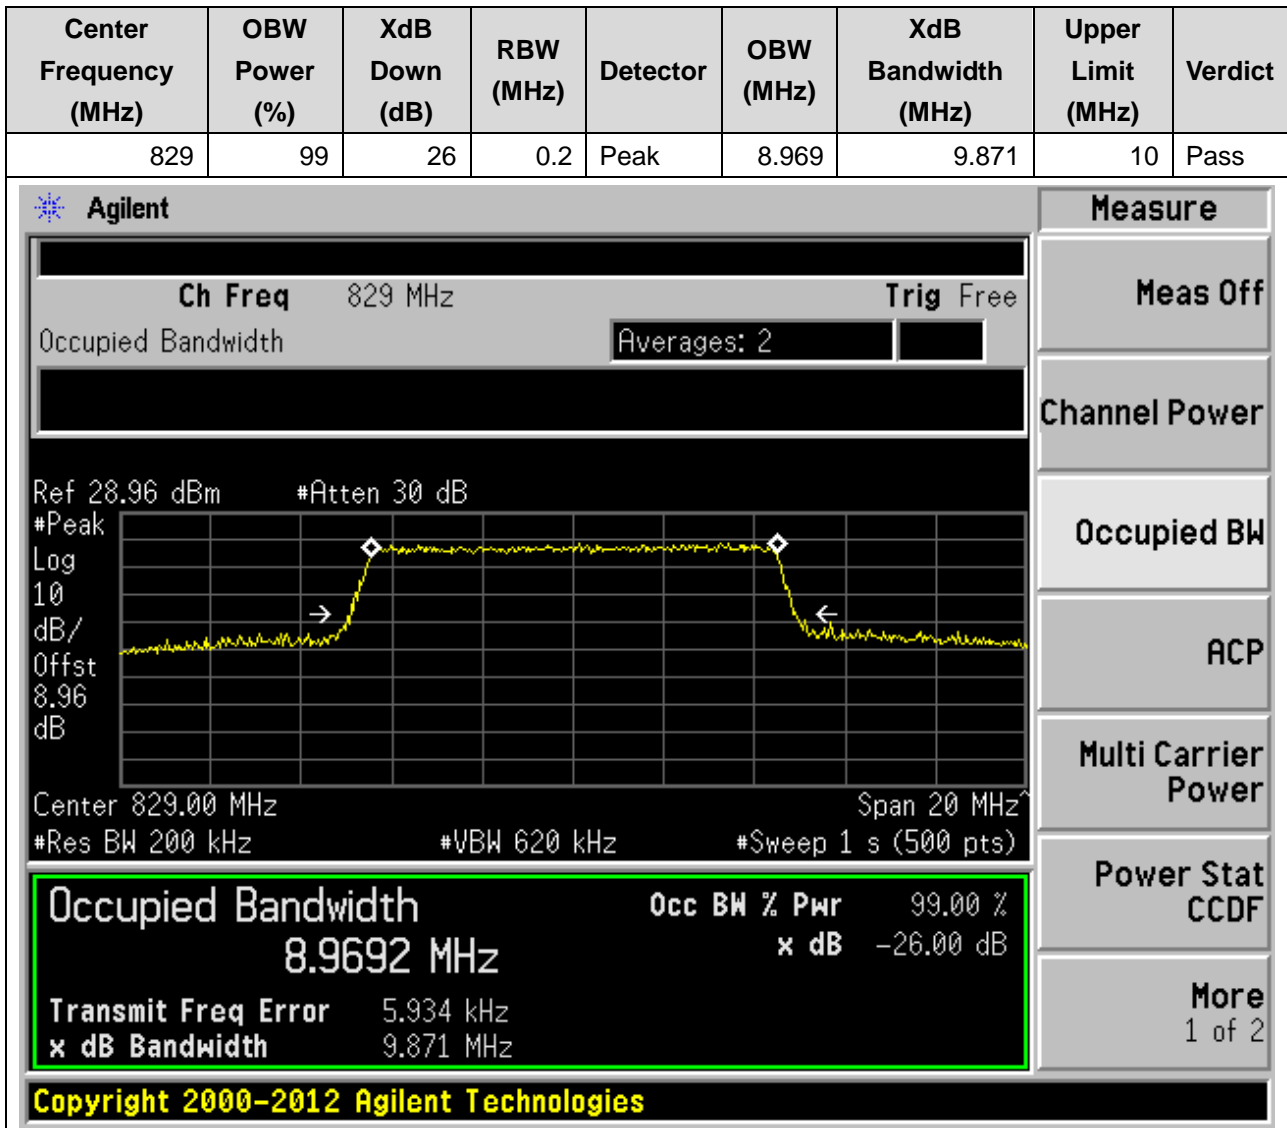 Center Frequency (MHz) OBW Power (%) XdB Down (dB) RBW (MHz) Detector OBW (MHz) XdB Bandwidth (MHz) Upper Limit (MHz) Verdict
829 99 26 0.2 Peak 8.969 9.871 10 Pass
Agilent
Measure
Ch Freq 829 MHz Trig Free
Occupied Bandwidth Averages: 2
Meas Off
Channel Power
Occupied BW
ACP
Multi Carrier
Power
Power Stat
CCDF
More
1 of 2
Ref 28.96 dBm #Atten 30 dB
#Peak
Log
10
dB/
Offst
8.96
dB
Center 829.00 MHz Span 20 MHz^
#Res BW 200 kHz #VBW 620 kHz #Sweep 1 s (500 pts)
Occupied Bandwidth Occ BW % Pwr 99.00 %
8.9692 MHz x dB -26.00 dB
Transmit Freq Error 5.934 kHz
x dB Bandwidth 9.871 MHz
Copyright 2000-2012 Agilent Technologies